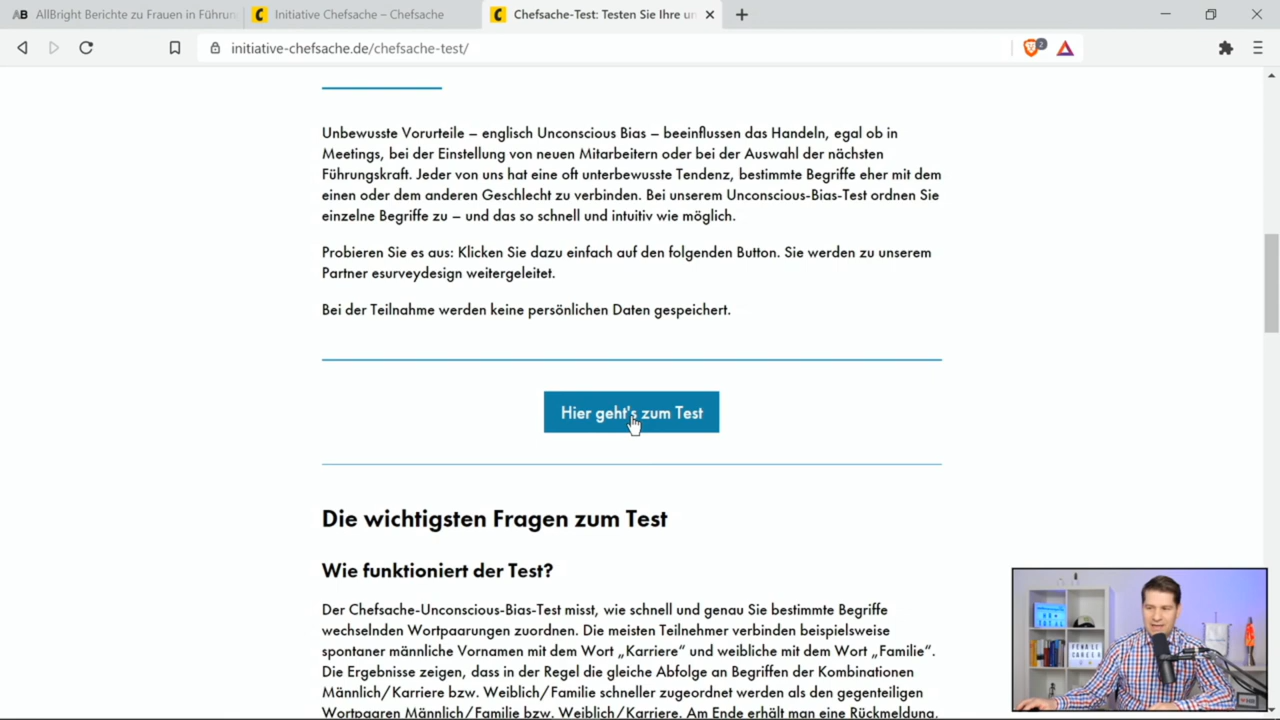 AB AllBright Berichte zu Frauen in Führun
Initiative Chefsache – Chefsache
Chefsache-Test: Testen Sie Ihre un
initiative-chefsache.de/chefsache-test/
2
Unbewusste Vorurteile – englisch Unconscious Bias – beeinflussen das Handeln, egal ob in
Meetings, bei der Einstellung von neuen Mitarbeitern oder bei der Auswahl der nächsten
Führungskraft. Jeder von uns hat eine oft unterbewusste Tendenz, bestimmte Begriffe eher mit dem
einen oder dem anderen Geschlecht zu verbinden. Bei unserem Unconscious-Bias-Test ordnen Sie
einzelne Begriffe zu – und das so schnell und intuitiv wie möglich.
Probieren Sie es aus: Klicken Sie dazu einfach auf den folgenden Button. Sie werden zu unserem
Partner esurveydesign weitergeleitet.
Bei der Teilnahme werden keine persönlichen Daten gespeichert.
Hier geht's zum Test
Die wichtigsten Fragen zum Test
Wie funktioniert der Test?
Der Chefsache-Unconscious-Bias-Test misst, wie schnell und genau Sie bestimmte Begriffe
wechselnden Wortpaarungen zuordnen. Die meisten Teilnehmer verbinden beispielsweise
spontaner männliche Vornamen mit dem Wort „Karriere“ und weibliche mit dem Wort „Familie“.
Die Ergebnisse zeigen, dass in der Regel die gleiche Abfolge an Begriffen der Kombinationen
Männlich/Karriere bzw. Weiblich/Familie schneller zugeordnet werden als den gegenteiligen
Wortpaaren Männlich/Familie bzw. Weiblich/Karriere. Am Ende erhält man eine Rückmeldung,